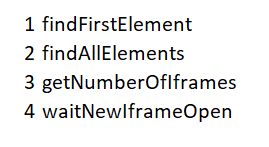 1 findFirstElement
2 findAllElements
3 getNumberOfIframes
4 waitNewIframeOpen